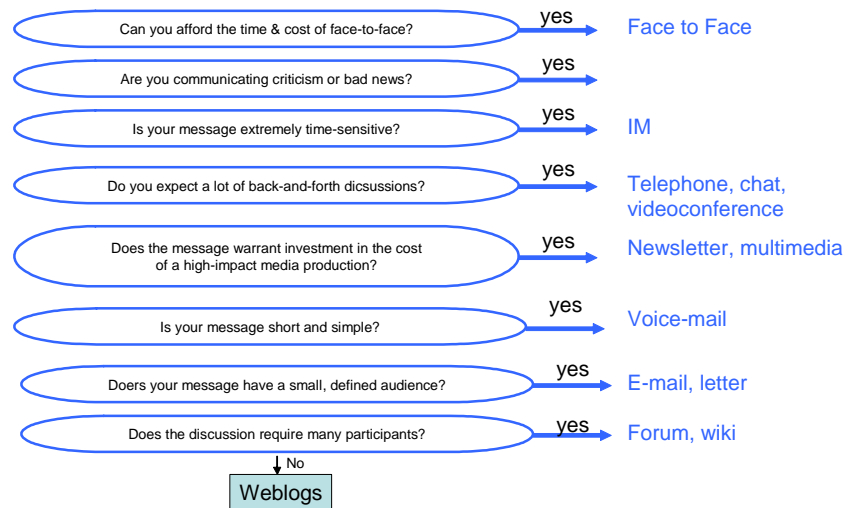 Can you afford the time & cost of face-to-face?
yes
Face to Face
Are you communicating criticism or bad news?
yes
Is your message extremely time-sensitive?
yes
IM
Do you expect a lot of back-and-forth dicsussions?
yes
Telephone, chat,
videoconference
Does the message warrant investment in the cost
of a high-impact media production?
yes
Newsletter, multimedia
Is your message short and simple?
yes
Voice-mail
Doers your message have a small, defined audience?
yes
E-mail, letter
Does the discussion require many participants?
yes
Forum, wiki
No
Weblogs